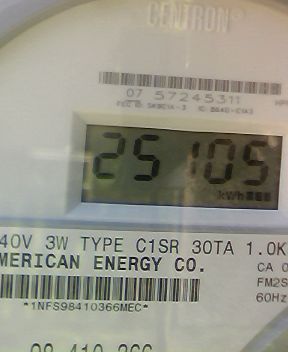 CENTRON®
07 57245311
25105
kWh
40V 3W TYPE C1SR 30TA 1.0K
MERICAN ENERGY CO.
CA 0
FM2S
60Hz
*1NFS98410366MEC*